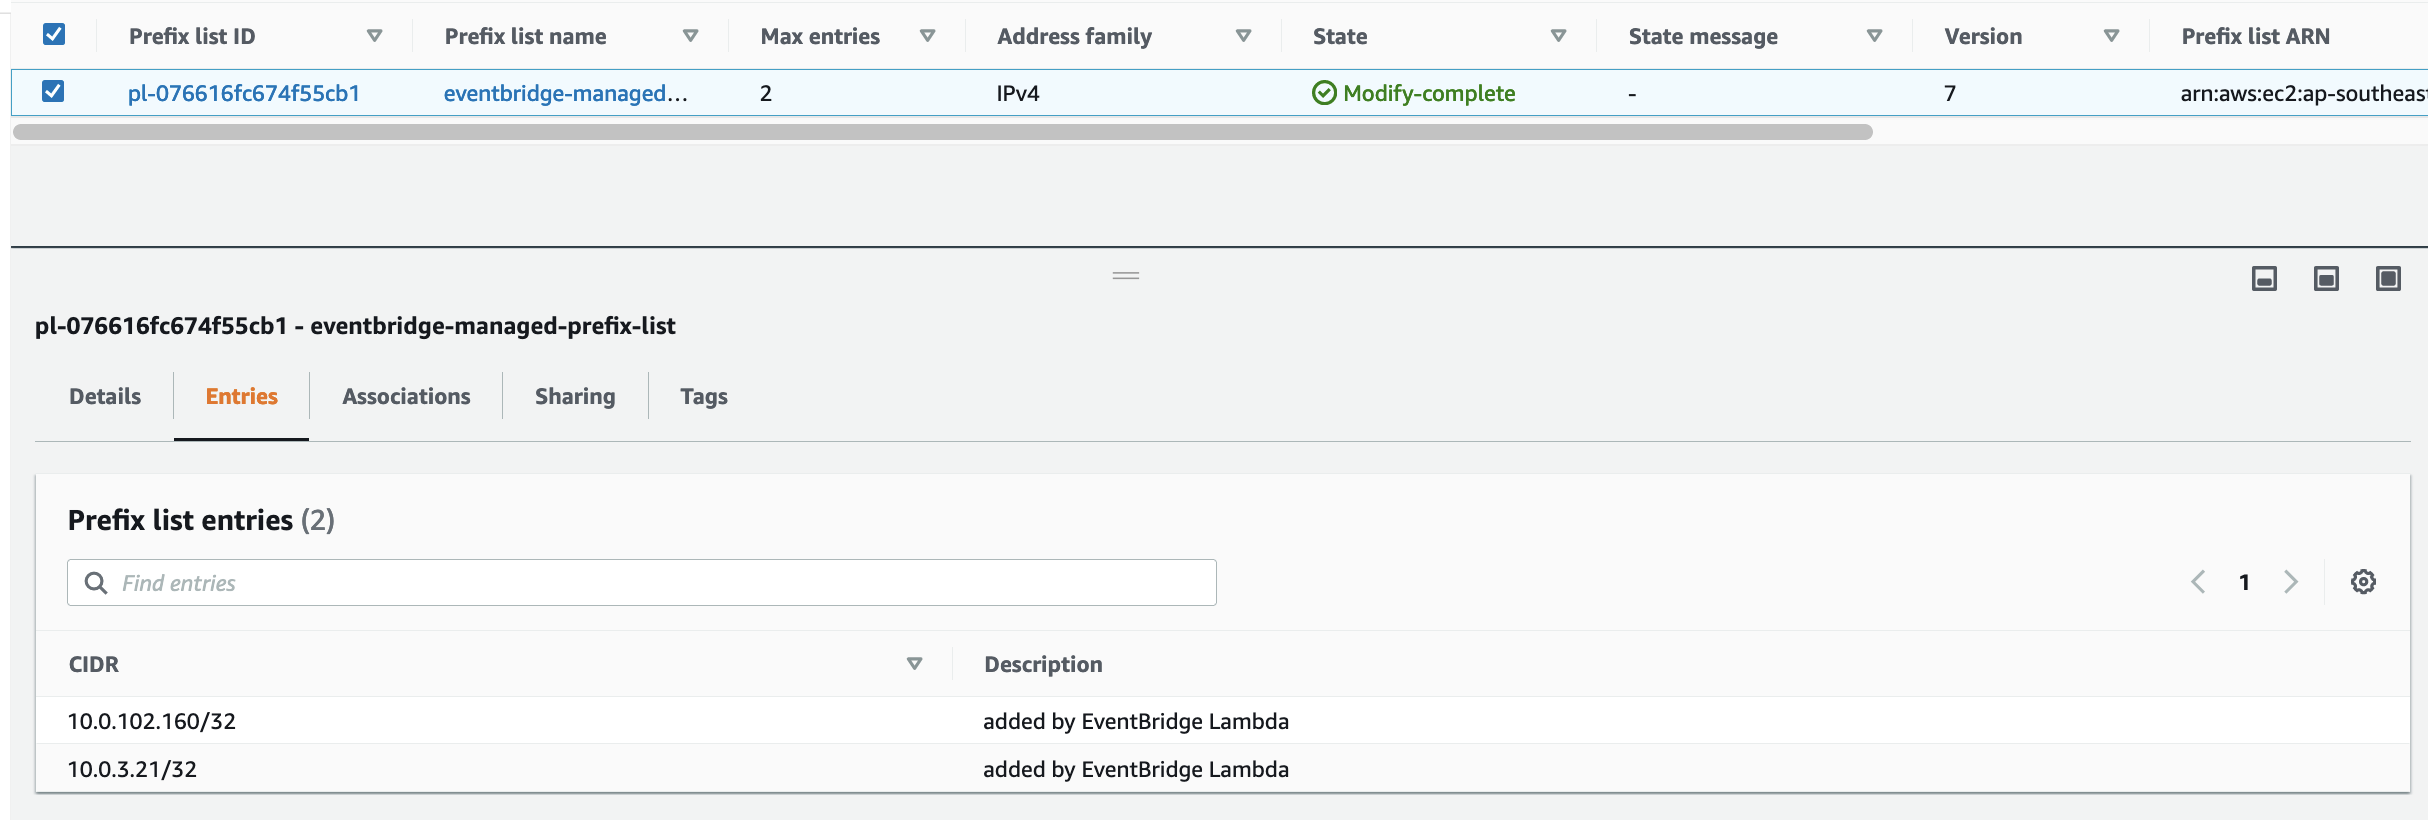 Prefix list ID Prefix list name Max entries Address family State State message Version Prefix list ARN
pl-076616fc674f55cb1 eventbridge-managed... 2 IPv4 Modify-complete - 7 arn:aws:ec2:ap-southeast
pl-076616fc674f55cb1 - eventbridge-managed-prefix-list
Details Entries Associations Sharing Tags
Prefix list entries (2)
Find entries 1
CIDR Description
10.0.102.160/32 added by EventBridge Lambda
10.0.3.21/32 added by EventBridge Lambda